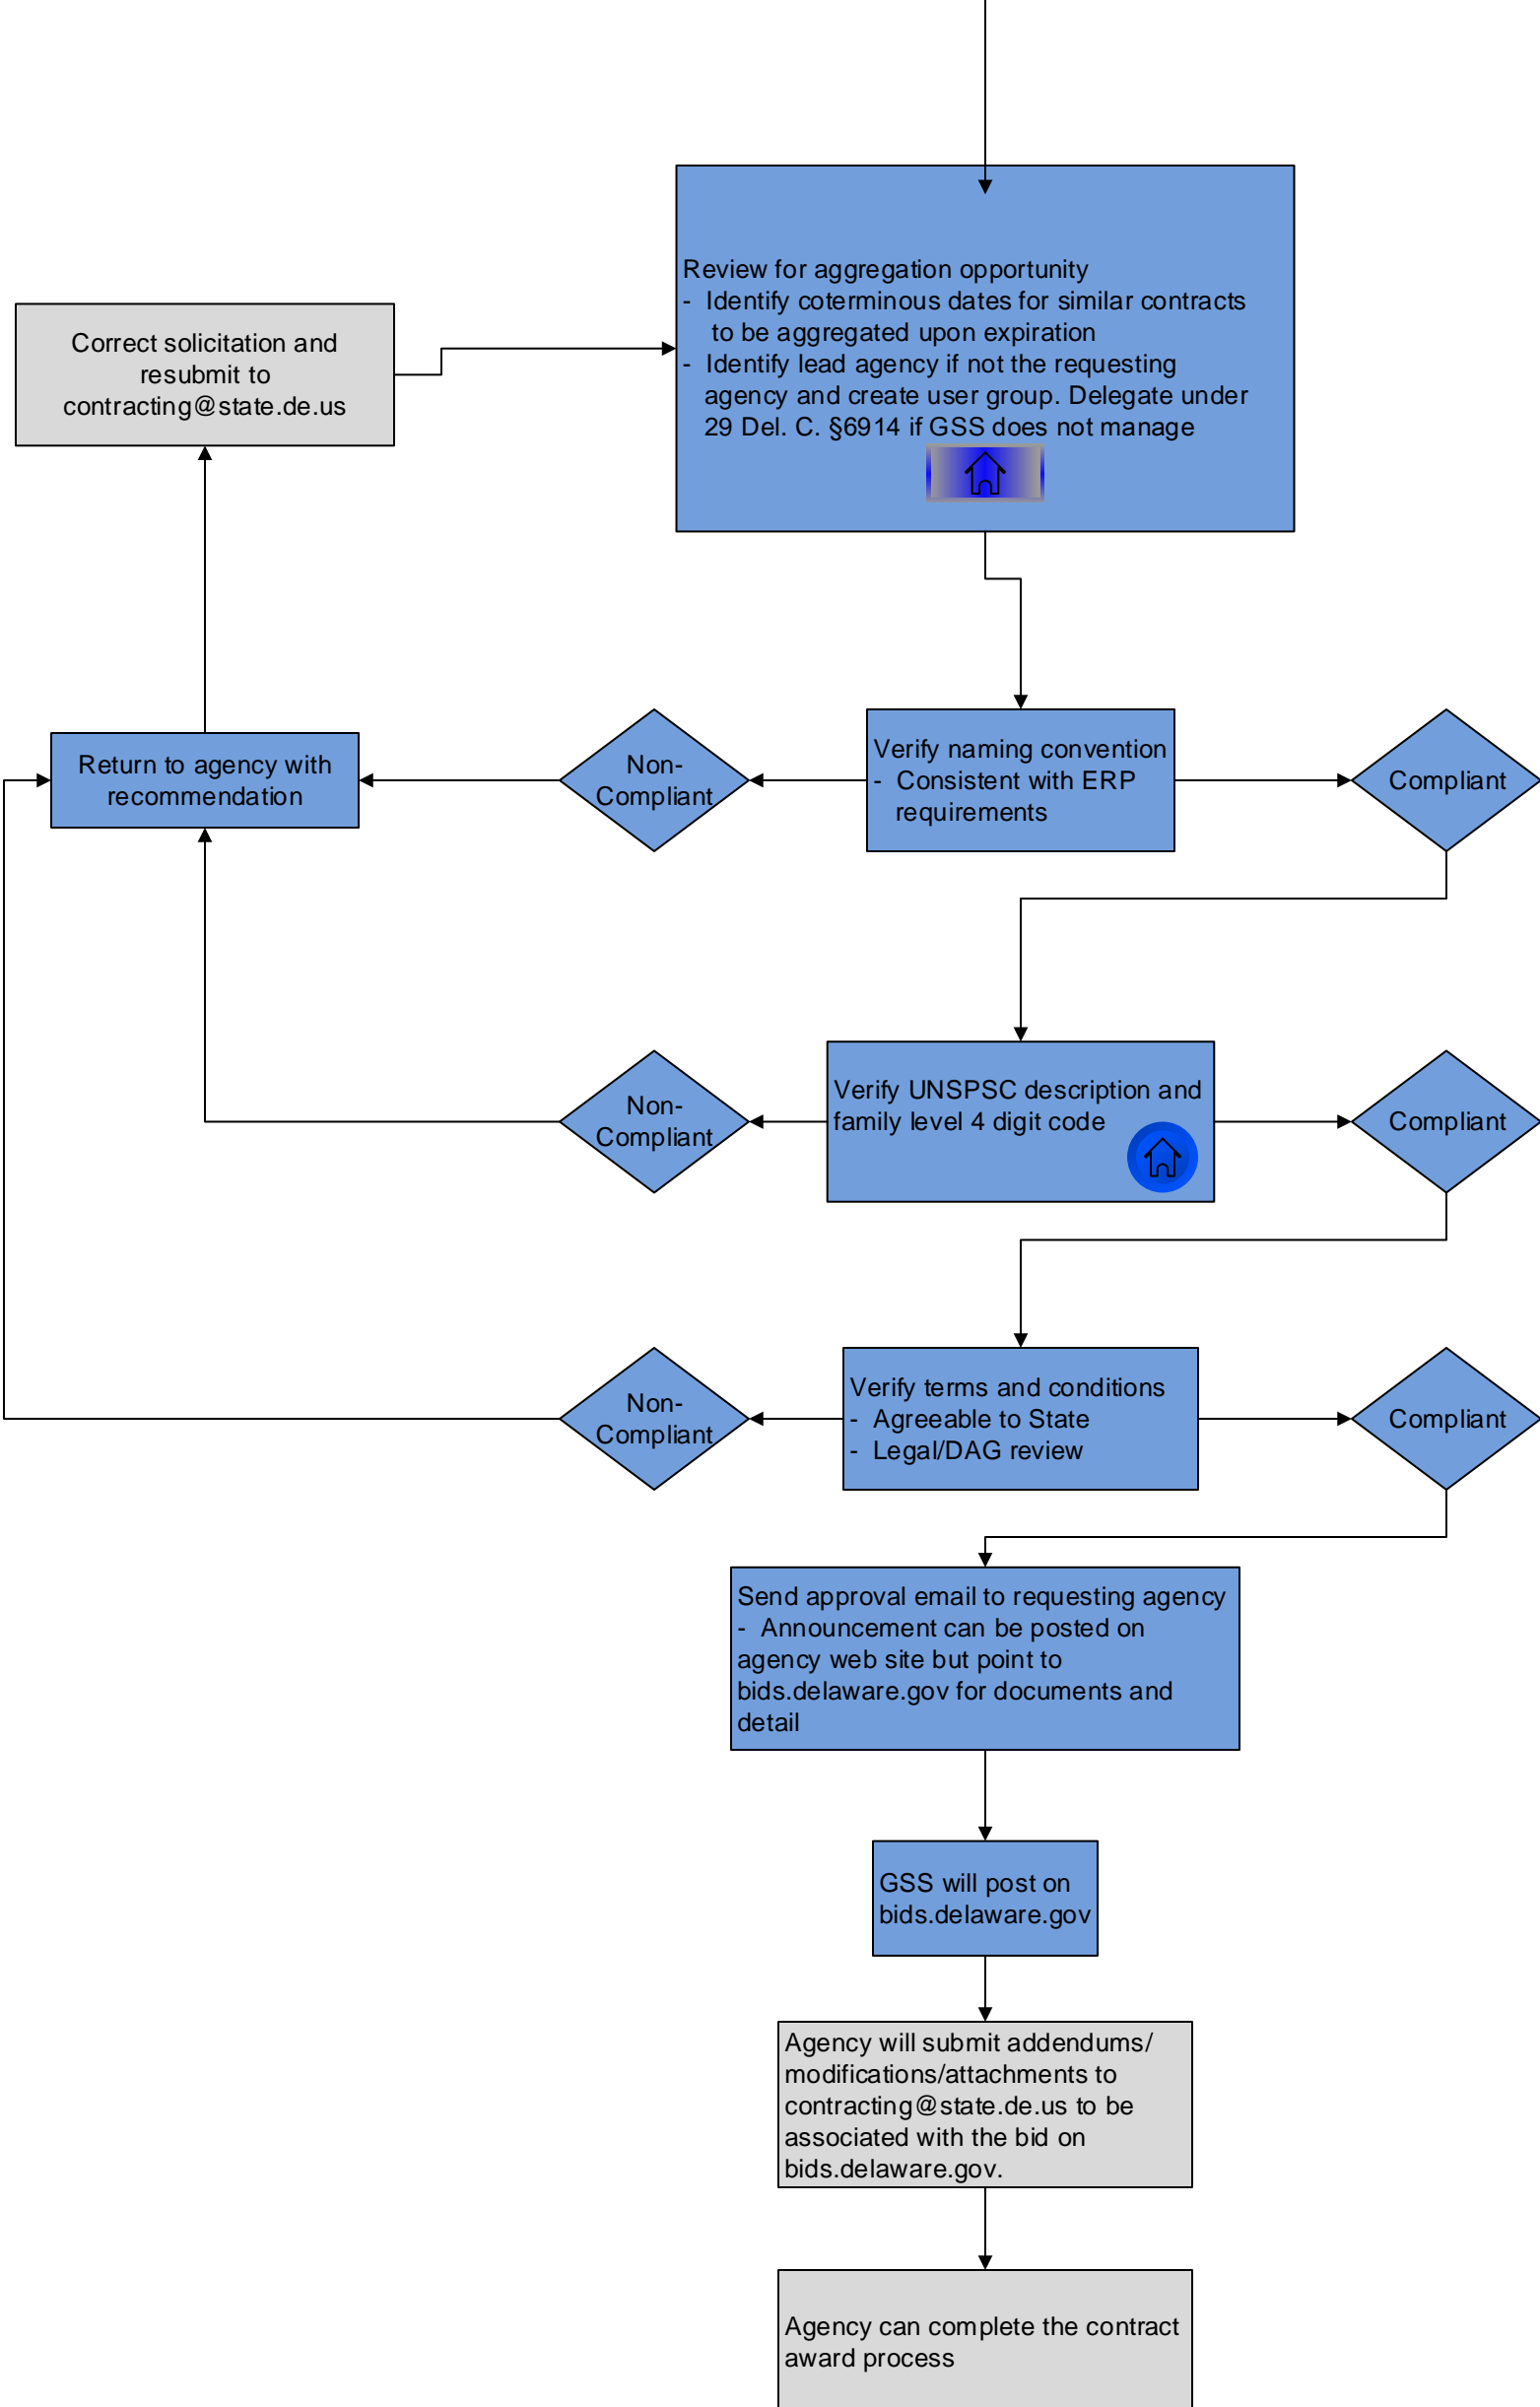 Review for aggregation opportunity
- Identify coterminous dates for similar contracts
to be aggregated upon expiration
- Identify lead agency if not the requesting
agency and create user group. Delegate under
29 Del. C. §6914 if GSS does not manage
Correct solicitation and
resubmit to
contracting@state.de.us
Return to agency with
recommendation
Non-
Compliant
Verify naming convention
- Consistent with ERP
requirements
Compliant
Non-
Compliant
Verify UNSPSC description and
family level 4 digit code
Compliant
Non-
Compliant
Verify terms and conditions
- Agreeable to State
- Legal/DAG review
Compliant
Send approval email to requesting agency
- Announcement can be posted on
agency web site but point to
bids.delaware.gov for documents and
detail
GSS will post on
bids.delaware.gov
Agency will submit addendums/
modifications/attachments to
contracting@state.de.us to be
associated with the bid on
bids.delaware.gov.
Agency can complete the contract
award process